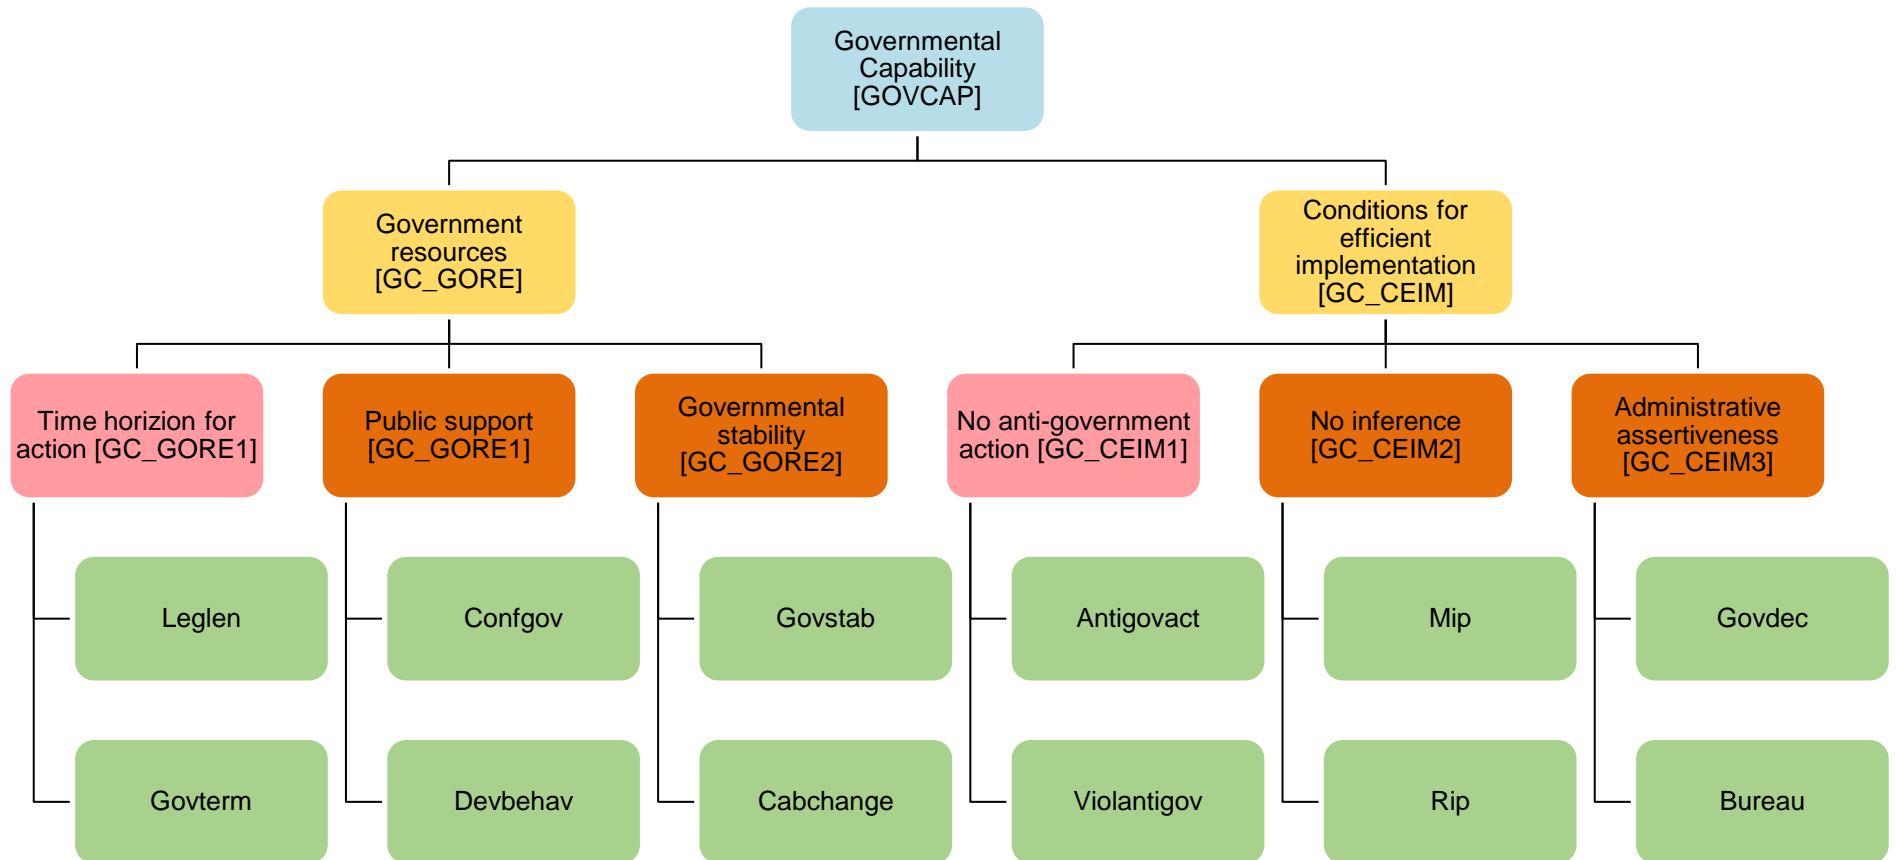 Governmental
Capability
[GOVCAP]
Government
resources
[GC_GORE]
Conditions for
efficient
implementation
[GC_CEIM]
Time horizion for
action [GC_GORE1]
Public support
[GC_GORE1]
Governmental
stability
[GC_GORE2]
No anti-government
action [GC_CEIM1]
No inference
[GC_CEIM2]
Administrative
assertiveness
[GC_CEIM3]
Leglen
Confgov
Govstab
Antigovact
Mip
Govdec
Govterm
Devbehav
Cabchange
Violantigov
Rip
Bureau